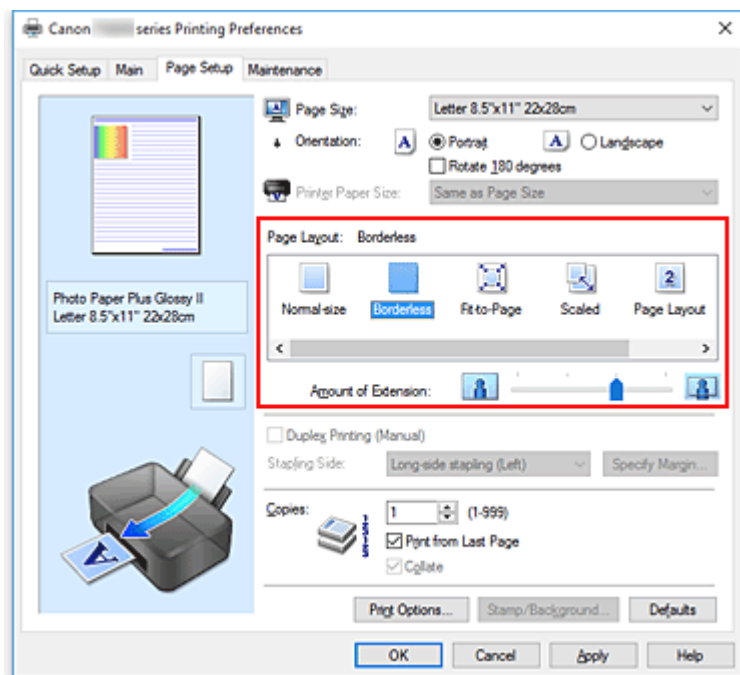 Canon series Printing Preferences
Quick Setup Main Page Setup Maintenance
Page Size: Letter 8.5"x11" 22x28cm
Orientation: A Portrait A Landscape
Rotate 180 degrees
Printer Paper Size: Same as Page Size
Page Layout: Borderless
2
Normal-size Borderless Fit-to-Page Scaled Page Layout
Photo Paper Plus Glossy II
Letter 8.5"x11" 22x28cm
Amount of Extension:
Duplex Printing (Manual)
Stapling Side: Long-side stapling (Left) Specify Margin...
Copies: 1 (1-999)
Print from Last Page
Collate
A
Print Options... Stamp/Background... Defaults
OK Cancel Apply Help